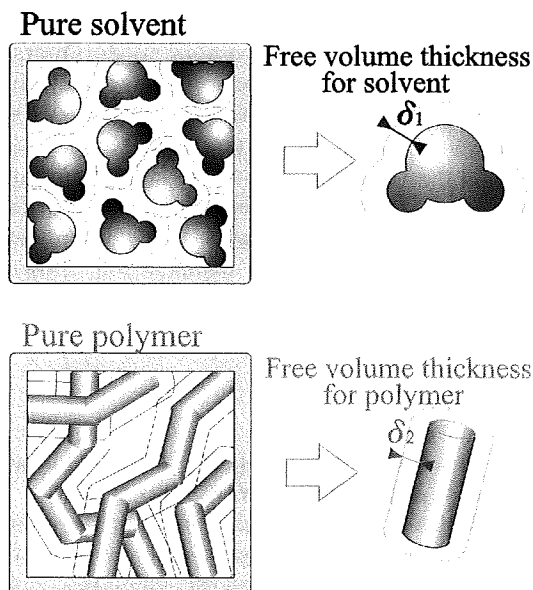 Pure solvent
Free volume thickness
for solvent
δ1
Pure polymer
Free volume thickness
for polymer
δ2